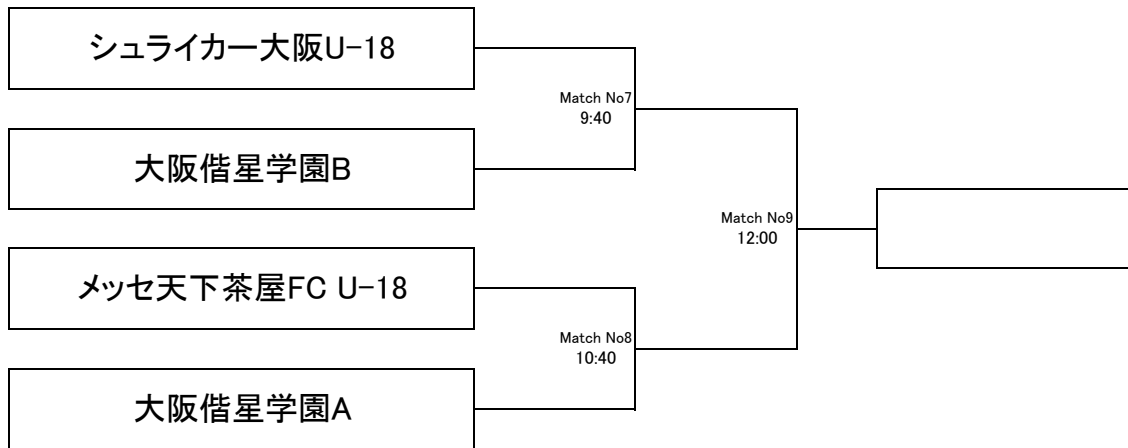 シュライカー大阪U-18
Match No7
9:40
大阪偕星学園B
Match No9
12:00
メッセ天下茶屋FC U-18
Match No8
10:40
大阪偕星学園A